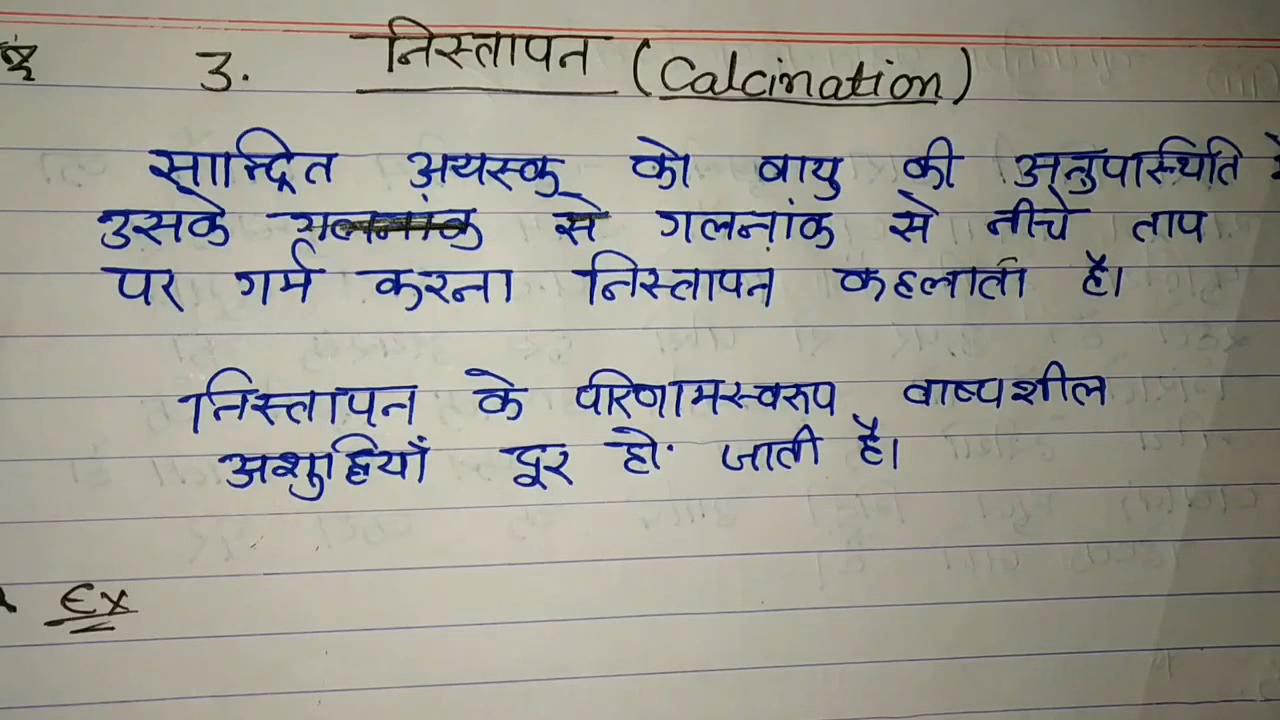 3. निस्तापन (Calcination)
सान्द्रित अयस्क को वायु की अनुपास्थिति
उसके गलनांक से गलनांक से नीचे ताप
पर गर्म करना निस्तापन कहलाता है।
निस्तापन के परिणामस्वरूप वाष्पशील
अशुद्धियाँ दूर हो जाती है।
Ex